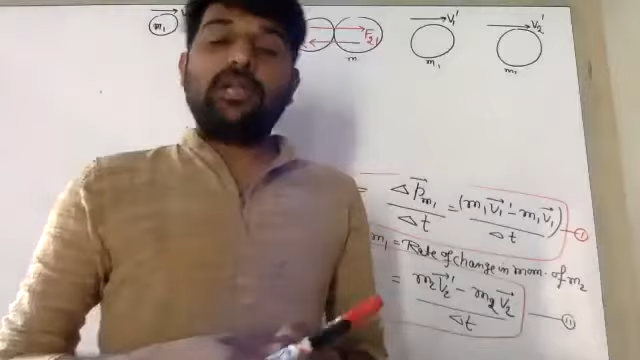 m₁ V₁' V₂'
F₂₁
m m₁ m₁
= Δp⃗m₁ / Δt = (m₁v⃗₁' - m₁v⃗₁) / Δt — I
m₁ = Rate of change in mom. of m₂
= m₂v⃗₂' - m₂v⃗₂ / Δt — II